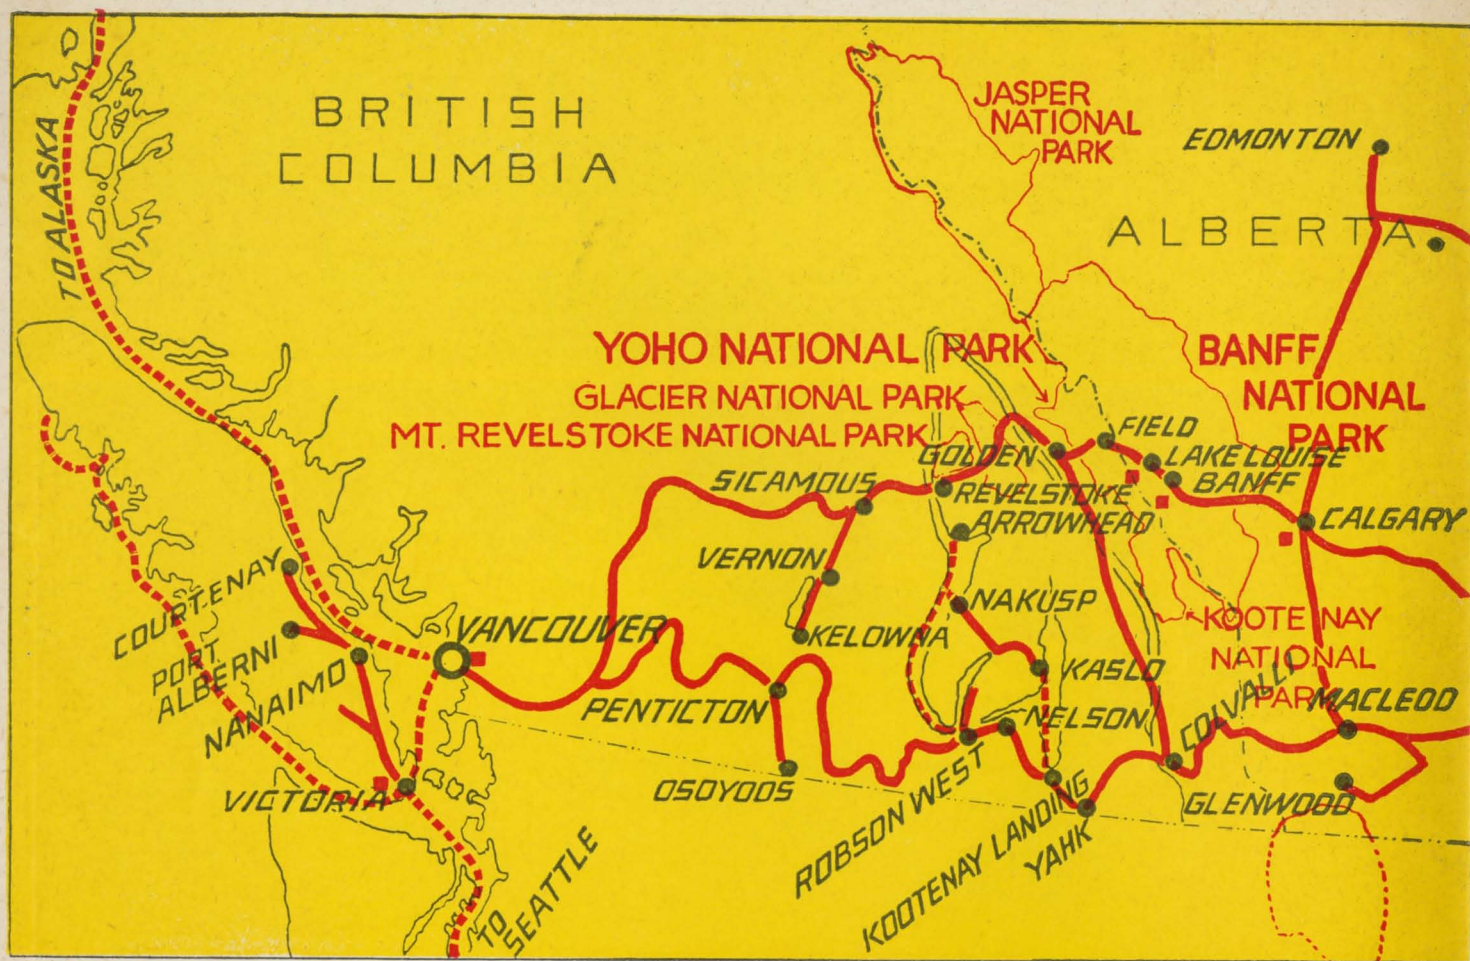 BRITISH
COLUMBIA
TO ALASKA
JASPER
NATIONAL
PARK
EDMONTON
ALBERTA
YOHO NATIONAL PARK
GLACIER NATIONAL PARK
MT. REVELSTOKE NATIONAL PARK
BANFF
NATIONAL
PARK
FIELD
GOLDEN
LAKE LOUISE
BANFF
SICAMOUS
REVELSTOKE
ARROWHEAD
CALGARY
VERNON
NAKUSP
KELOWNA
KASLO
KOOTENAY
NATIONAL
PARK
COURTENAY
PORT
ALBERNI
NANAIMO
VANCOUVER
PENTICTON
NELSON
COLVALLI
MACLEOD
VICTORIA
OSOYOOS
ROBSON WEST
KOOTENAY LANDING
YAHK
GLENWOOD
TO
SEATTLE